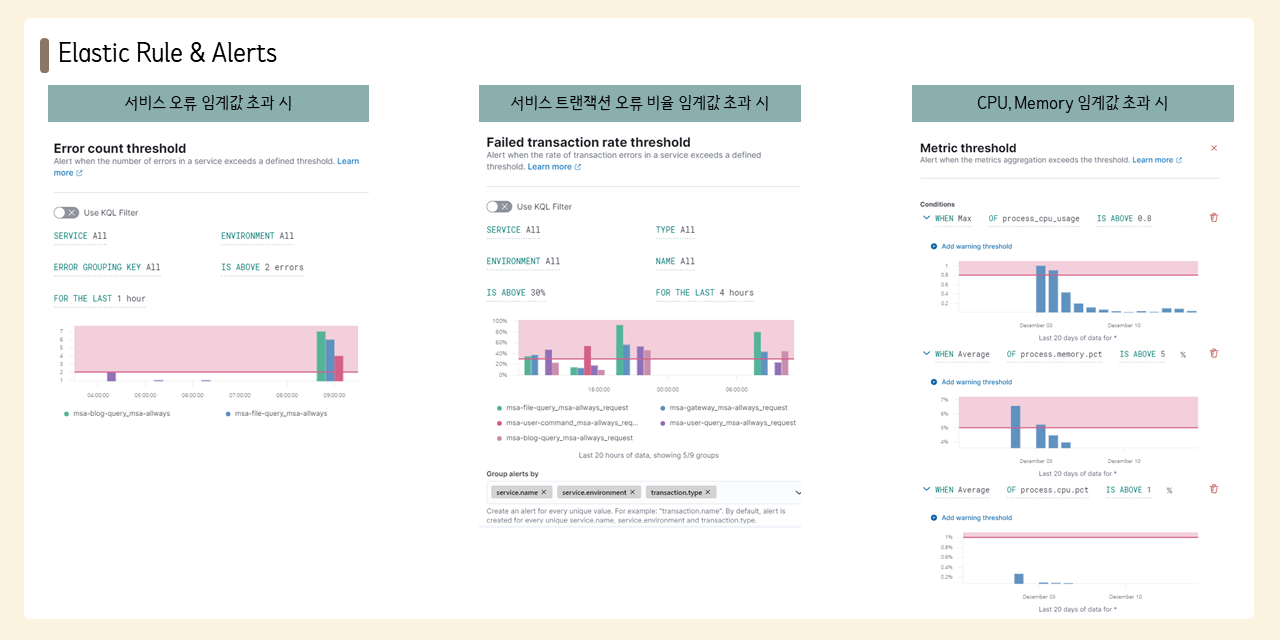 Elastic Rule & Alerts
서비스 오류 임계값 초과 시
Error count threshold
Alert when the number of errors in a service exceeds a defined threshold. Learn
more
Use KQL Filter
SERVICE All
ENVIRONMENT All
ERROR GROUPING KEY All
IS ABOVE 2 errors
FOR THE LAST 1 hour
7
6
5
4
3
2
1
04:00:00
05:00:00
06:00:00
07:00:00
08:00:00
09:00:00
msa-blog-query_msa-allways
msa-file-query_msa-allways
서비스 트랜잭션 오류 비율 임계값 초과 시
Failed transaction rate threshold
Alert when the rate of transaction errors in a service exceeds a defined
threshold. Learn more
Use KQL Filter
SERVICE All
TYPE All
ENVIRONMENT All
NAME All
IS ABOVE 30%
FOR THE LAST 4 hours
100%
80%
60%
40%
20%
0%
18:00:00
00:00:00
06:00:00
msa-file-query_msa-allways_request
msa-gateway_msa-allways_request
msa-user-command_msa-allways_req...
msa-user-query_msa-allways_request
msa-blog-query_msa-allways_request
Last 20 hours of data, showing 5/9 groups
Group alerts by
service.name
service.environment
transaction.type
Create an alert for every unique value. For example: "transaction.name". By default, alert is
created for every unique service.name, service.environment and transaction.type.
CPU, Memory 임계값 초과 시
Metric threshold
Alert when the metrics aggregation exceeds the threshold. Learn more
Conditions
WHEN Max OF process_cpu_usage IS ABOVE 0.8
Add warning threshold
1
0.8
0.6
0.4
0.2
December 03
December 10
Last 20 days of data for *
WHEN Average OF process.memory.pct IS ABOVE 5 %
Add warning threshold
7%
6%
5%
4%
December 03
December 10
Last 20 days of data for *
WHEN Average OF process.cpu.pct IS ABOVE 1 %
Add warning threshold
1%
0.8%
0.6%
0.4%
0.2%
December 03
December 10
Last 20 days of data for *